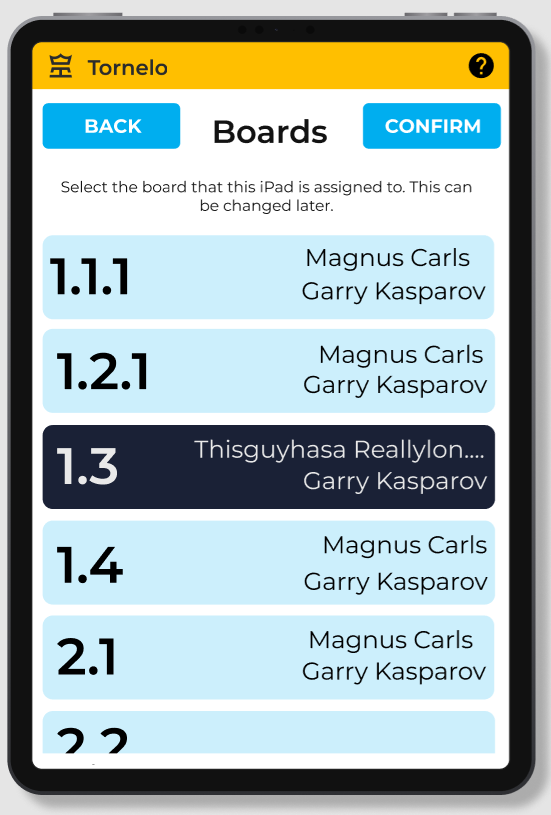 Tornelo
?
BACK
Boards
CONFIRM
Select the board that this iPad is assigned to. This can
be changed later.
1.1.1
Magnus Carls
Garry Kasparov
1.2.1
Magnus Carls
Garry Kasparov
1.3
Thisguyhasa Reallylon....
Garry Kasparov
1.4
Magnus Carls
Garry Kasparov
2.1
Magnus Carls
Garry Kasparov
2.2